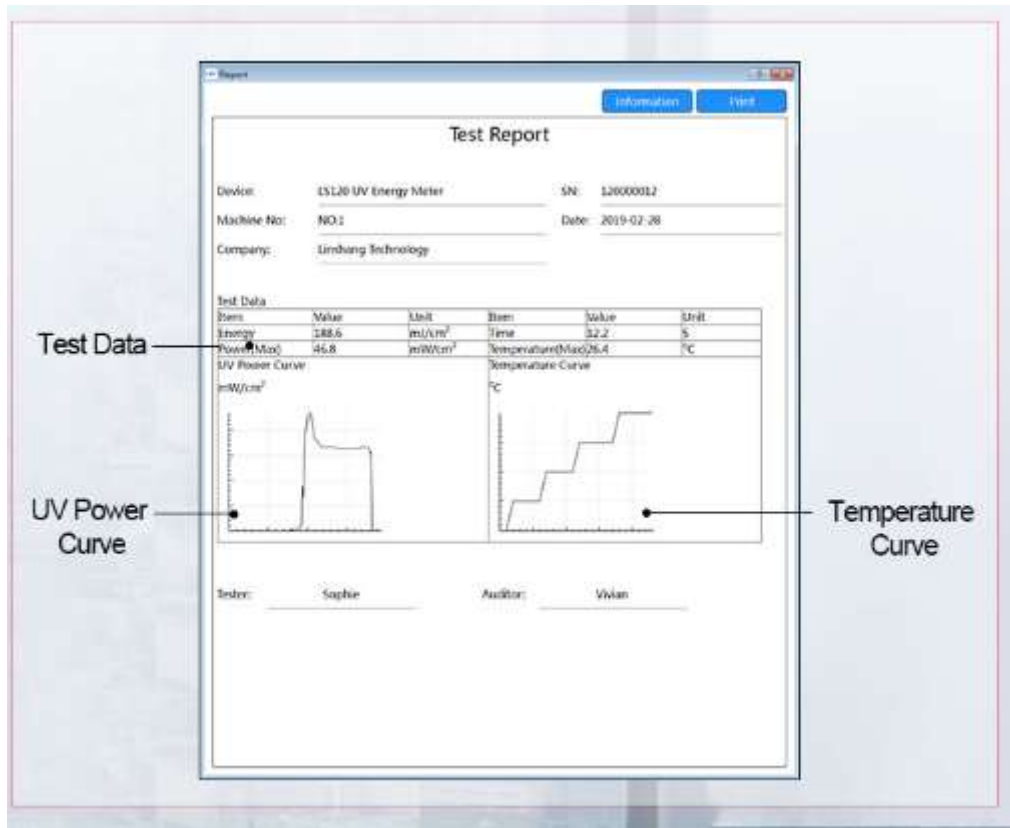 Report
Information Print
Test Report
Device: LS120 UV Energy Meter SN: 120000012
Machine No: NO.1 Date: 2019-02-28
Company: Linshang Technology
Test Data
Item Value Unit Item Value Unit
Energy 188.6 mJ/cm² Time 12.2 S
Power(Max) 46.8 mW/cm² Temperature(Max) 26.4 °C
UV Power Curve Temperature Curve
mW/cm² °C
Tester: Sophie Auditor: Vivian
Test Data
UV Power
Curve
Temperature
Curve